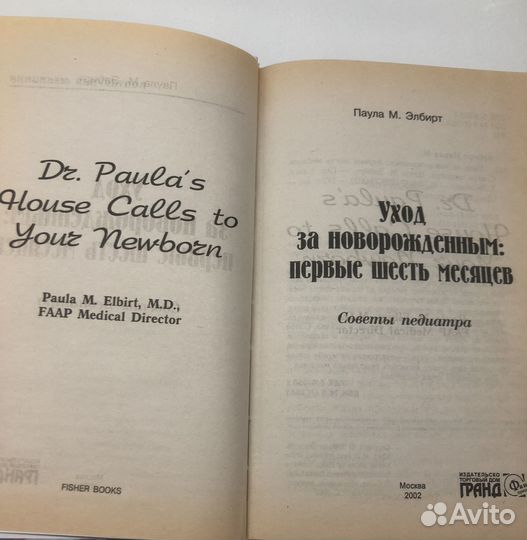 Dr. Paula's
House Calls to
Your Newborn
Paula M. Elbirt, M.D.,
FAAP Medical Director
FISHER BOOKS
Паула М. Элбирт
Уход
за новорожденным:
первые шесть месяцев
Советы педиатра
Москва
2002
ИЗДАТЕЛЬСКО
ТОРГОВЫЙ ДОМ
ГРАНД
Avito